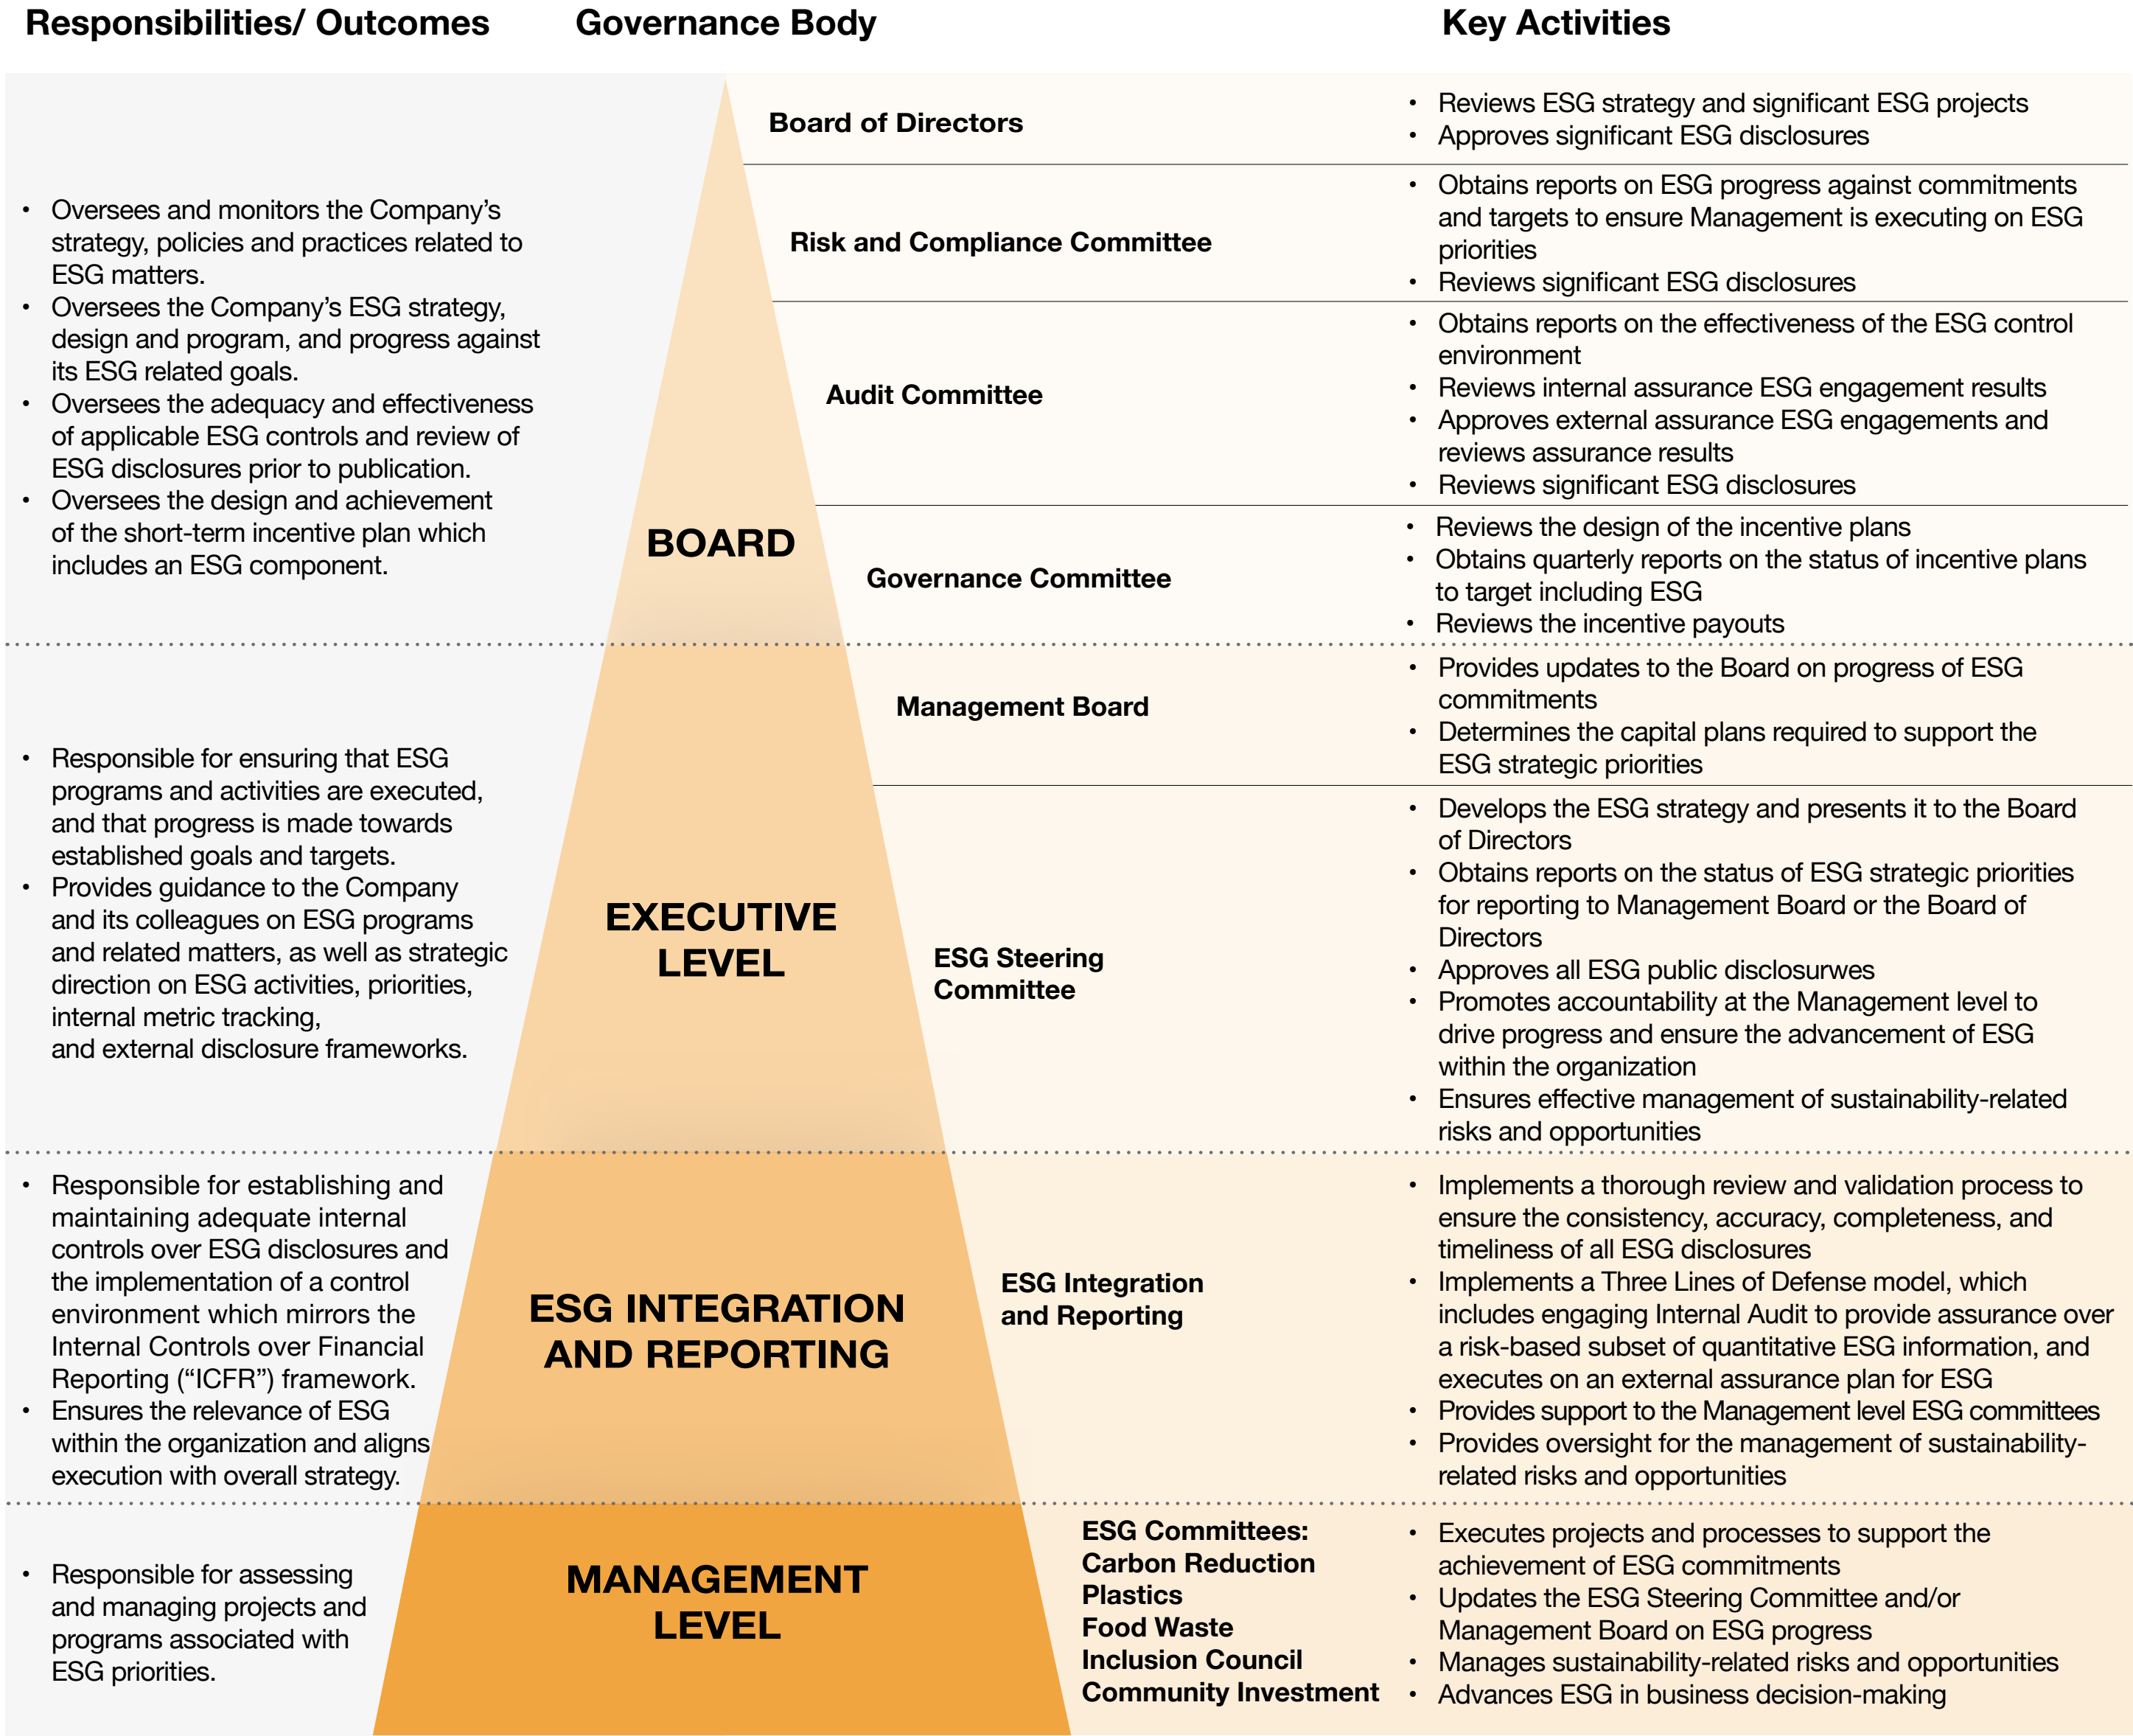 Responsibilities/ Outcomes
Governance Body
Key Activities
• Oversees and monitors the Company’s
strategy, policies and practices related to
ESG matters.
• Oversees the Company’s ESG strategy,
design and program, and progress against
its ESG related goals.
• Oversees the adequacy and effectiveness
of applicable ESG controls and review of
ESG disclosures prior to publication.
• Oversees the design and achievement
of the short-term incentive plan which
includes an ESG component.
BOARD
Board of Directors
• Reviews ESG strategy and significant ESG projects
• Approves significant ESG disclosures
Risk and Compliance Committee
• Obtains reports on ESG progress against commitments
and targets to ensure Management is executing on ESG
priorities
• Reviews significant ESG disclosures
Audit Committee
• Obtains reports on the effectiveness of the ESG control
environment
• Reviews internal assurance ESG engagement results
• Approves external assurance ESG engagements and
reviews assurance results
• Reviews significant ESG disclosures
Governance Committee
• Reviews the design of the incentive plans
• Obtains quarterly reports on the status of incentive plans
to target including ESG
• Reviews the incentive payouts
• Responsible for ensuring that ESG
programs and activities are executed,
and that progress is made towards
established goals and targets.
• Provides guidance to the Company
and its colleagues on ESG programs
and related matters, as well as strategic
direction on ESG activities, priorities,
internal metric tracking,
and external disclosure frameworks.
EXECUTIVE
LEVEL
Management Board
• Provides updates to the Board on progress of ESG
commitments
• Determines the capital plans required to support the
ESG strategic priorities
ESG Steering
Committee
• Develops the ESG strategy and presents it to the Board
of Directors
• Obtains reports on the status of ESG strategic priorities
for reporting to Management Board or the Board of
Directors
• Approves all ESG public disclosurwes
• Promotes accountability at the Management level to
drive progress and ensure the advancement of ESG
within the organization
• Ensures effective management of sustainability-related
risks and opportunities
• Responsible for establishing and
maintaining adequate internal
controls over ESG disclosures and
the implementation of a control
environment which mirrors the
Internal Controls over Financial
Reporting (“ICFR”) framework.
• Ensures the relevance of ESG
within the organization and aligns
execution with overall strategy.
ESG INTEGRATION
AND REPORTING
ESG Integration
and Reporting
• Implements a thorough review and validation process to
ensure the consistency, accuracy, completeness, and
timeliness of all ESG disclosures
• Implements a Three Lines of Defense model, which
includes engaging Internal Audit to provide assurance over
a risk-based subset of quantitative ESG information, and
executes on an external assurance plan for ESG
• Provides support to the Management level ESG committees
• Provides oversight for the management of sustainability-
related risks and opportunities
• Responsible for assessing
and managing projects and
programs associated with
ESG priorities.
MANAGEMENT
LEVEL
ESG Committees:
Carbon Reduction
Plastics
Food Waste
Inclusion Council
Community Investment
• Executes projects and processes to support the
achievement of ESG commitments
• Updates the ESG Steering Committee and/or
Management Board on ESG progress
• Manages sustainability-related risks and opportunities
• Advances ESG in business decision-making